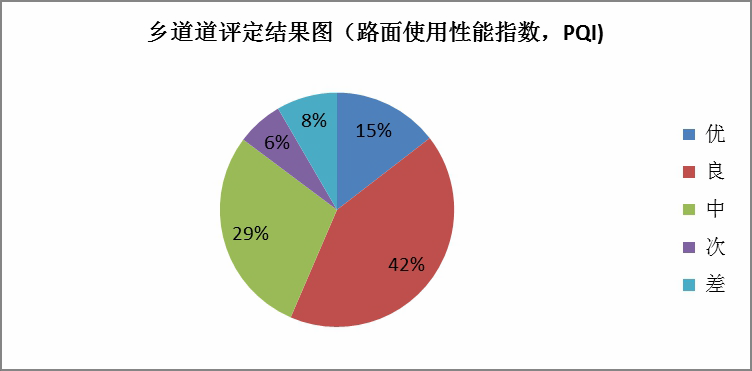 乡道道评定结果图（路面使用性能指数，PQI)
8%
15%
6%
29%
42%
优
良
中
次
差